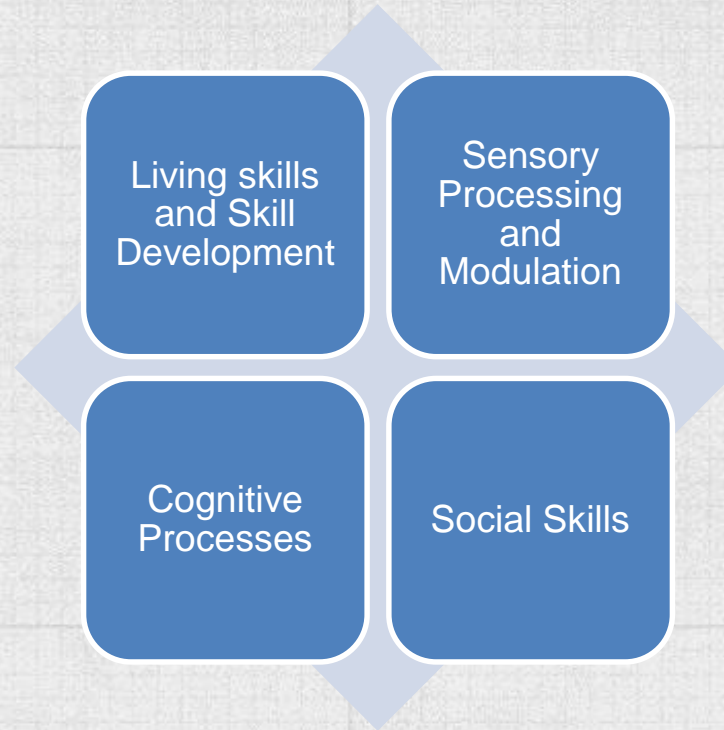 Living skills
and Skill
Development
Sensory
Processing
and
Modulation
Cognitive
Processes
Social Skills